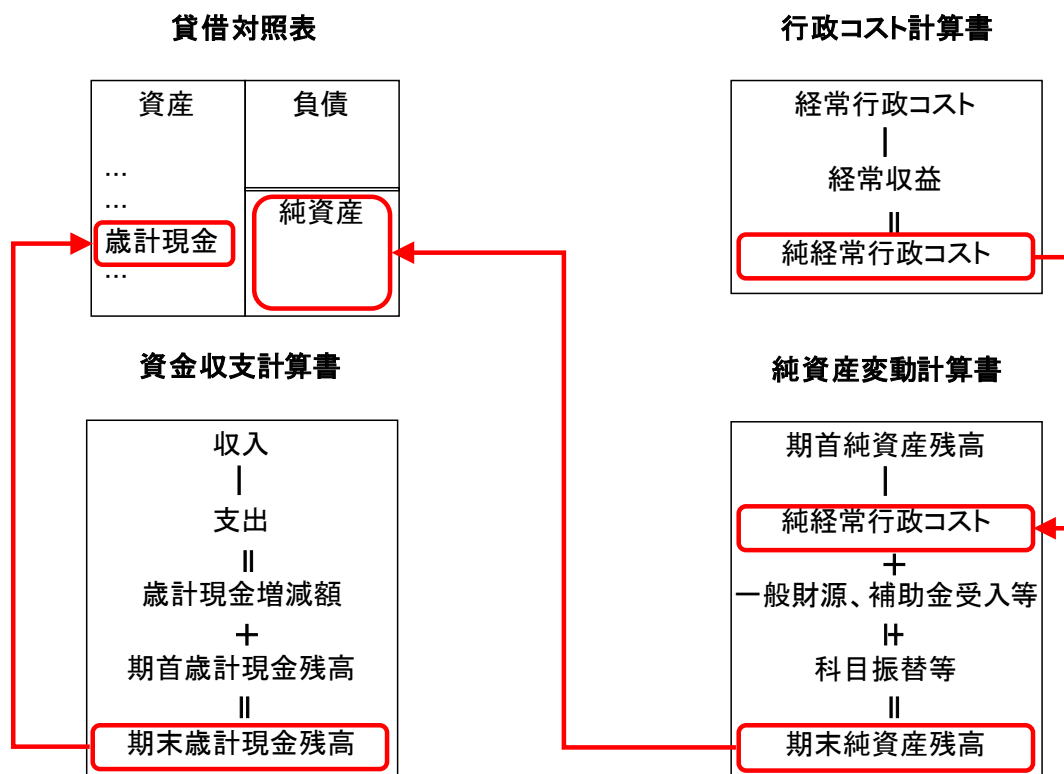 貸借対照表
資産
負債
…
…
純資産
歳計現金
…
行政コスト計算書
経常行政コスト
|
経常収益
||
純経常行政コスト
資金収支計算書
収入
|
支出
||
歳計現金増減額
+
期首歳計現金残高
||
期末歳計現金残高
純資産変動計算書
期首純資産残高
|
純経常行政コスト
+
一般財源、補助金受入等
科目振替等
||
期末純資産残高